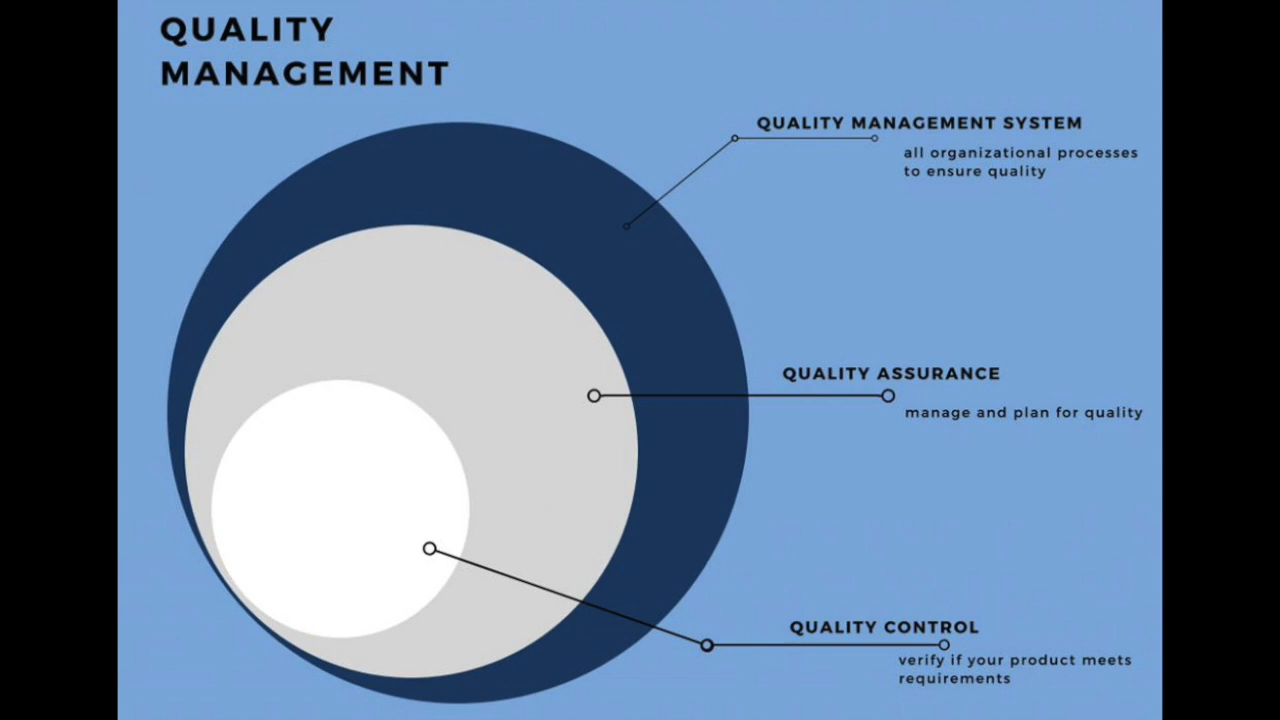 QUALITY
MANAGEMENT
QUALITY MANAGEMENT SYSTEM
all organizational processes
to ensure quality
QUALITY ASSURANCE
manage and plan for quality
QUALITY CONTROL
verify if your product meets
requirements